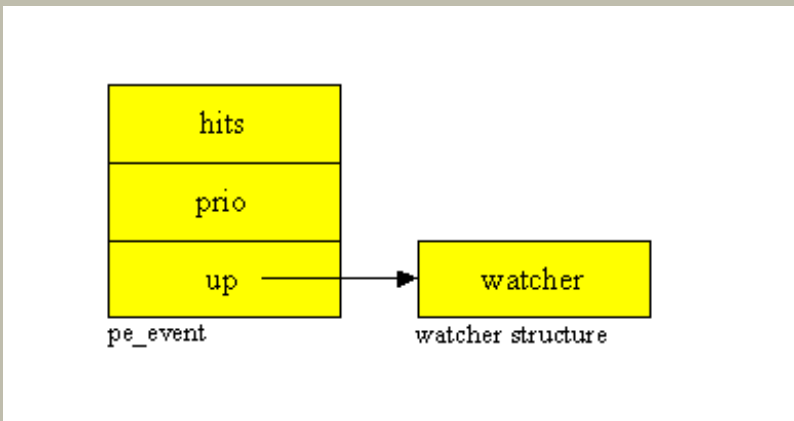 hits
prio
up
watcher
pe_event
watcher structure